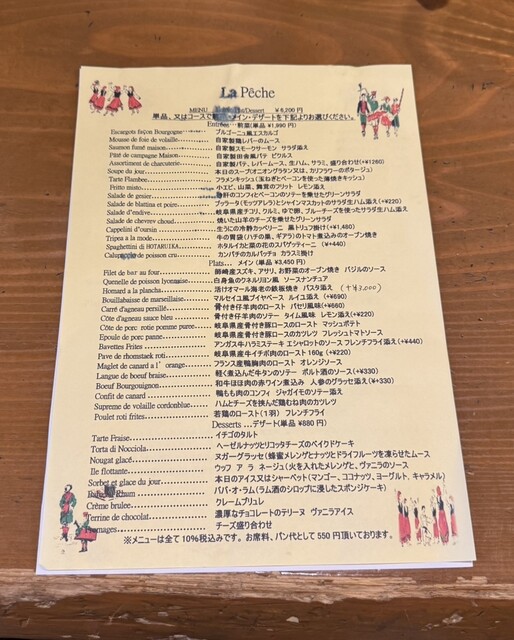 La Pêche
MENU Dessert ￥6,200円
単品、又はコースで メイン・デザートを下記よりお選びください。
Entrées…前菜(単品￥1,990円)
Escargots façon Bourgogne ブルゴーニュ風エスカルゴ
Mousse de foie de volaille 自家製鶏レバーのムース
Saumon fumé maison 自家製スモークサーモン サラダ添え
Pâté de campagne Maison 自家製田舎風パテ ピクルス
Assortiment 自家製パテ、レバームース、生ハム、サラミ、盛り合わせ(+¥1260)
Soupe du jour 本日のスープ(オニオングラタン又は、カリフラワーのポタージュ)
Tarte Flambee フラメンキッシュ(玉ねぎとベーコンを使った薄焼きキッシュ)
Fritto misto 小エビ、山菜、舞茸のフリット レモン添え
Salade de gesier 砂肝のコンフィとベーコンのソテーを乗せたグリーンサラダ
Salade de blattina et poire ブッラータ(モッツァレラ)とシャインマスカットのサラダ生ハム添え(+¥220)
Salade d'endive 岐阜県産チコリ、クルミ、ゆで卵、ブルーチーズを使ったサラダ生ハム添え
Salade de chevrey choud 焼いた山羊のチーズを乗せたグリーンサラダ
Cappelini d'oursin 生うにの冷静カッペリーニ 黒トリュフ掛け(+¥1,460)
Tripes a la mode 牛の胃袋(ハチの巣、ギアラ)のトマト煮込みのオーブン焼き
Spaghettini di HOTARUIKA ホタルイカと菜の花のスパゲッティーニ (+¥440)
de poisson cru カンパチのカルパッチョ カラスミ掛け
Plats… メイン(単品￥3,450円)
Filet de bar au four 師崎産スズキ、アサリ、お野菜のオーブン焼き バジルのソース
Quenelle de poisson lyonnaise 白身魚のクネルリヨン風 ソースナンチュア
Homard a la plancha 活けオマール海老の鉄板焼き パスタ添え (+¥3,000)
Bouillabaisse de marseillaise マルセイユ風ブイヤベース ルイユ添え(+¥690)
Carré d'agneau persillé 骨付き仔羊肉のロースト パセリ風味(+¥660)
Côte d'agneau sauce bleu 骨付き仔羊肉のソテー タイム風味 レモン添え(+¥220)
Côte de porc rotie pomme puree 岐阜県産骨付き豚ロースのロースト マッシュポテト
Epoule de porc panne 岐阜県産骨付き豚ロースのカツレツ フレッシュトマトソース
Bavettes Frites アンガス牛ハラミステーキ エシャロットのソース フレンチフライ添え(+¥440)
Pave de rhomstack roti 岐阜県産牛イチボ肉のロースト 160g (+¥220)
Maglet de canard a l'orange フランス産鴨胸肉のロースト オレンジソース
Langue de bœuf braise 軽く煮込んだ牛タンのソテー ポルト酒のソース(+¥330)
Boeuf Bourguignon 和牛ほほ肉の赤ワイン煮込み 人参のグラッセ添え(¥+330)
Confit de canard 鴨もも肉のコンフィ ジャガイモのソテー添え
Supreme de volaille cordonblue ハムとチーズを挟んだ鶏むね肉のカツレツ
Poulet roti frites 若鶏のロースト(1羽) フレンチフライ
Desserts …デザート(単品￥880円)
Tarte Fraise イチゴのタルト
Torta di Nocciola ヘーゼルナッツとリコッタチーズのベイクドケーキ
Nougat glacé ヌガーグラッセ(蜂蜜メレンゲとナッツとドライフルーツを凍らせたムース)
Ile flottante ウッフ ア ラ ネージュ(火を入れたメレンゲと、ヴァニラのソース
Sorbet et glace du jour 本日のアイス又はシャーベット(マンゴー、ココナッツ、ヨーグルト、キャラメル)
Rhum ババ・オ・ラム(ラム酒のシロップに浸したスポンジケーキ)
Crème brulee クレームブリュレ
Terrine de chocolat 濃厚なチョコレートのテリーヌ ヴァニラアイス
Fromages チーズ盛り合わせ
※メニューは全て10%税込みです。お席料、パン代として550円頂いております。